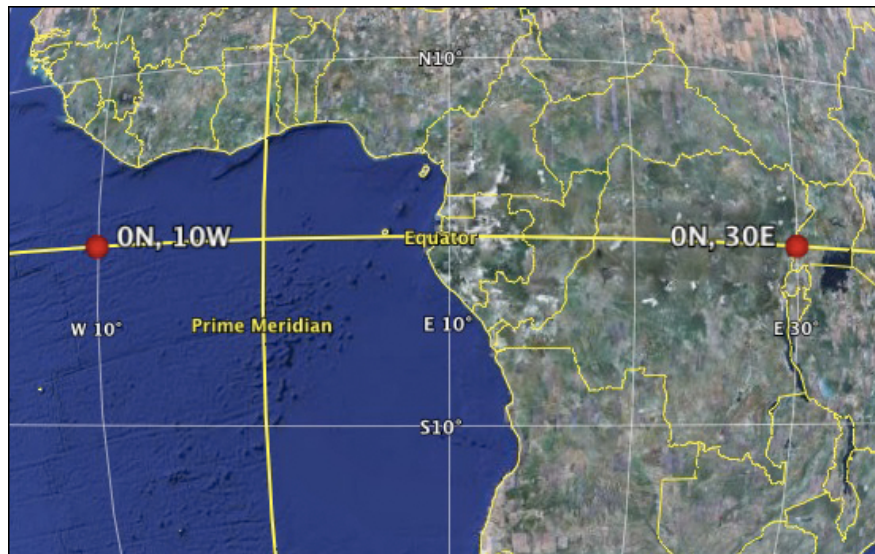 N10°
0N, 10W
Equator
0N, 30E
W 10°
Prime Meridian
E 10°
E 30°
S10°